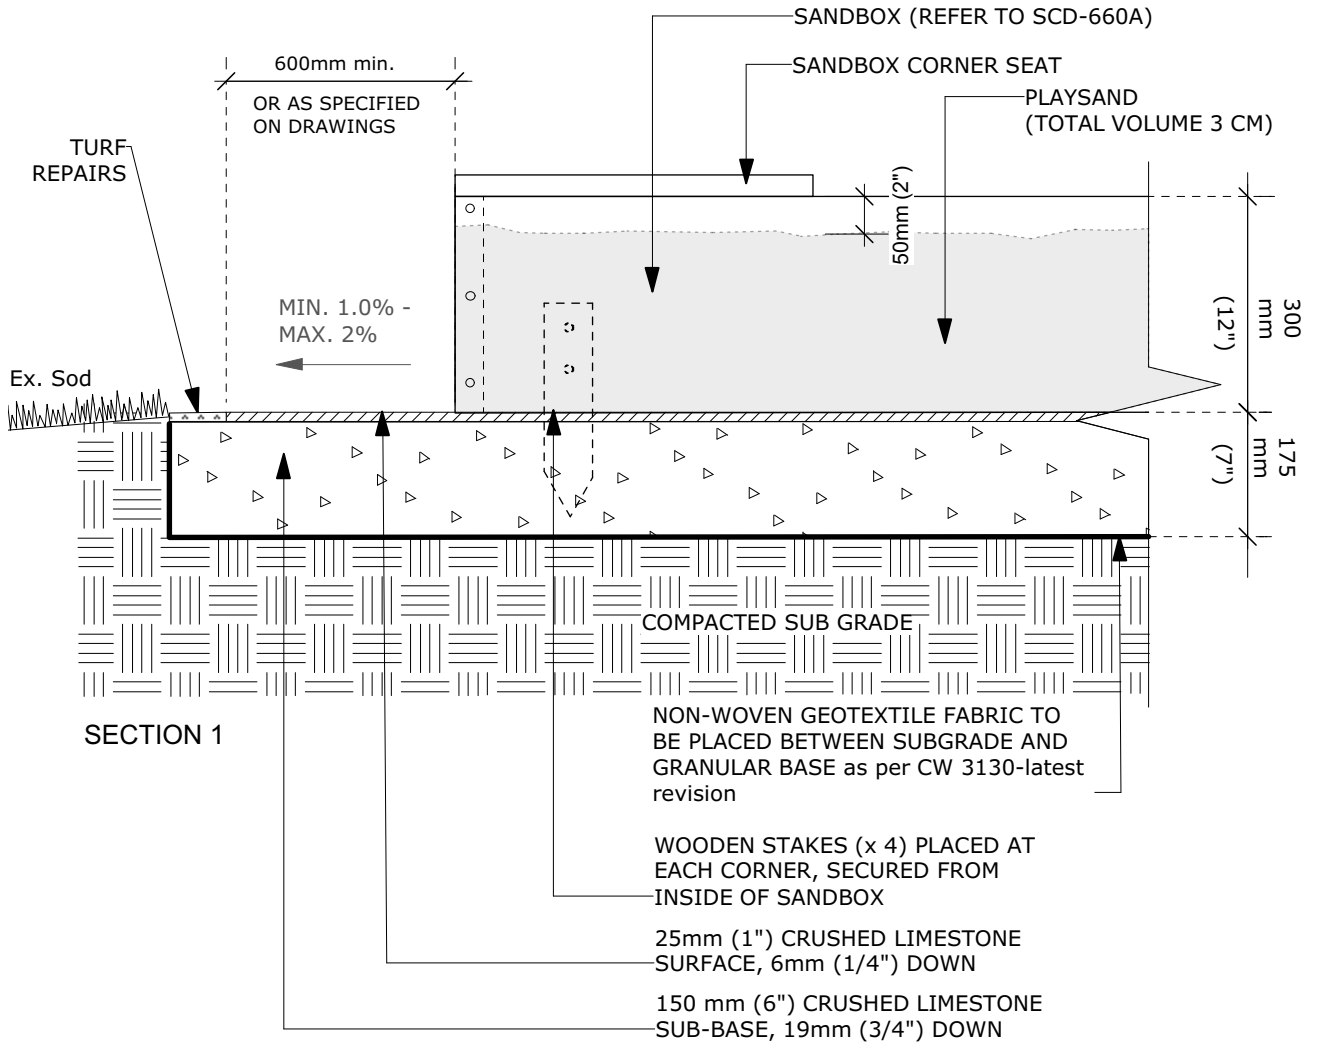 SANDBOX (REFER TO SCD-660A)
600mm min.
SANDBOX CORNER SEAT
OR AS SPECIFIED
ON DRAWINGS
PLAYSAND
(TOTAL VOLUME 3 CM)
TURF
REPAIRS
50mm (2")
MIN. 1.0% -
MAX. 2%
300
mm
(12")
Ex. Sod
175
mm
(7")
COMPACTED SUB GRADE
SECTION 1
NON-WOVEN GEOTEXTILE FABRIC TO
BE PLACED BETWEEN SUBGRADE AND
GRANULAR BASE as per CW 3130-latest
revision
WOODEN STAKES (x 4) PLACED AT
EACH CORNER, SECURED FROM
INSIDE OF SANDBOX
25mm (1") CRUSHED LIMESTONE
SURFACE, 6mm (1/4") DOWN
150 mm (6") CRUSHED LIMESTONE
SUB-BASE, 19mm (3/4") DOWN